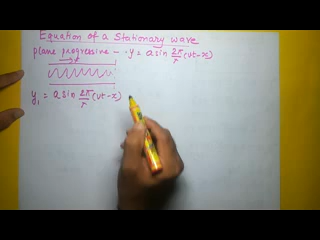 Equation of a Stationary wave
plane progressive - . y = a sin 2π/r (vt-x)
y₁ = a sin 2π/r (vt-x)